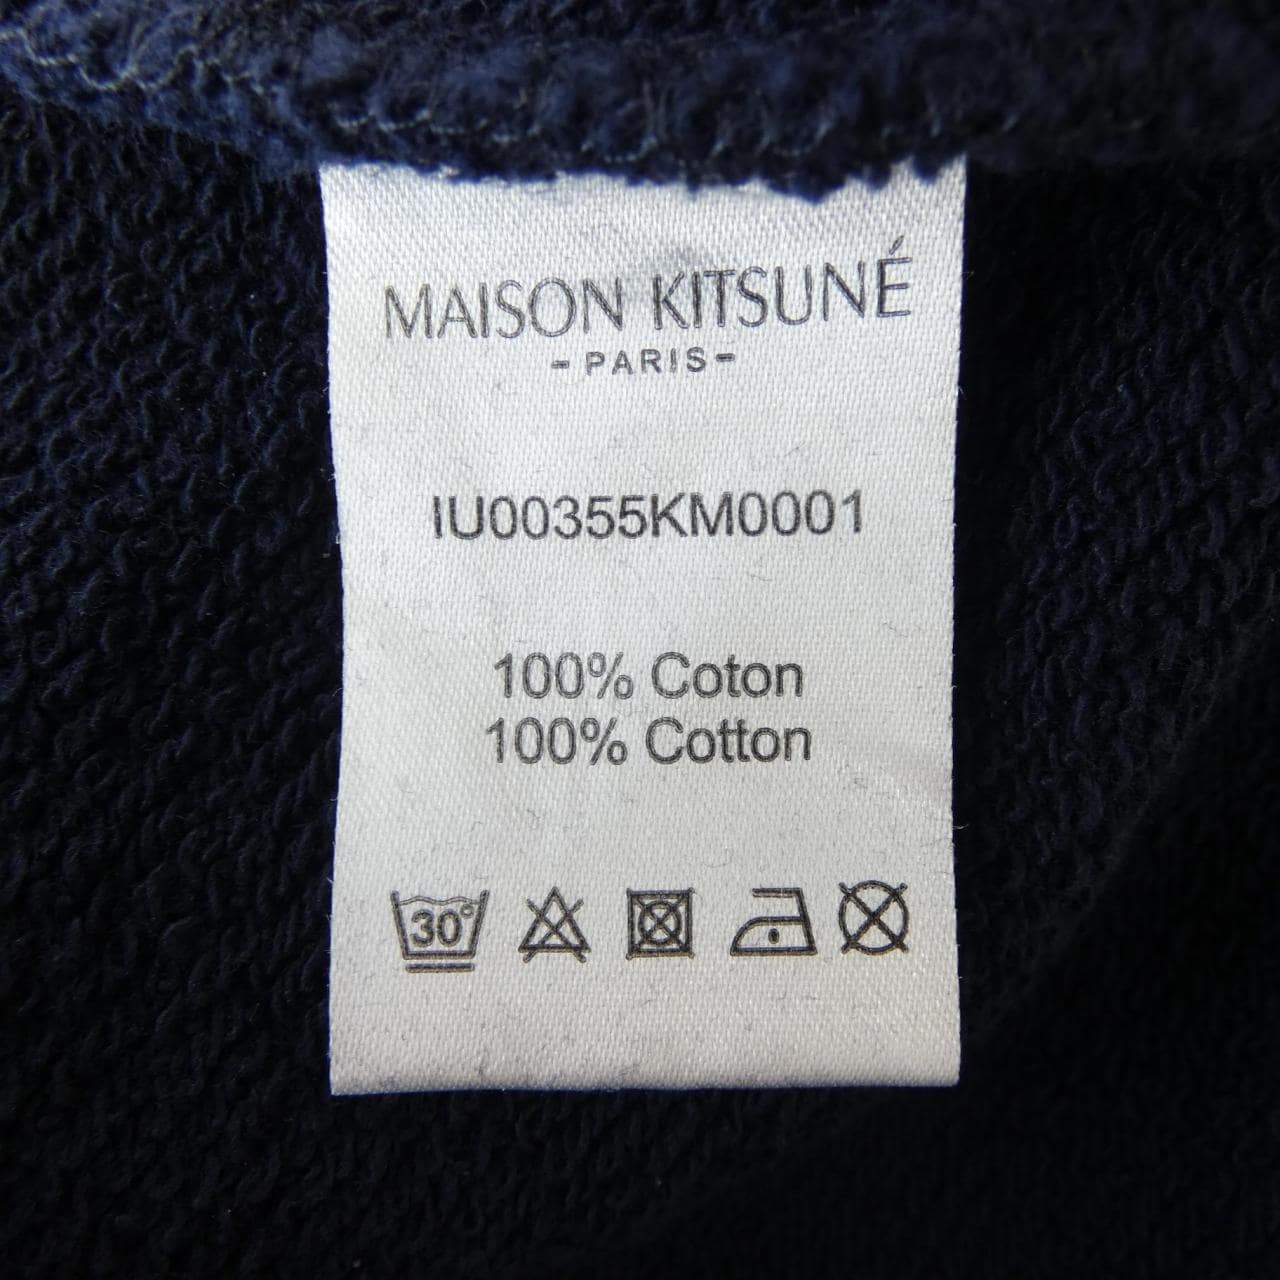 MAISON KITSUNÉ
-PARIS-
IU00355KM0001
100% Coton
100% Cotton
30°